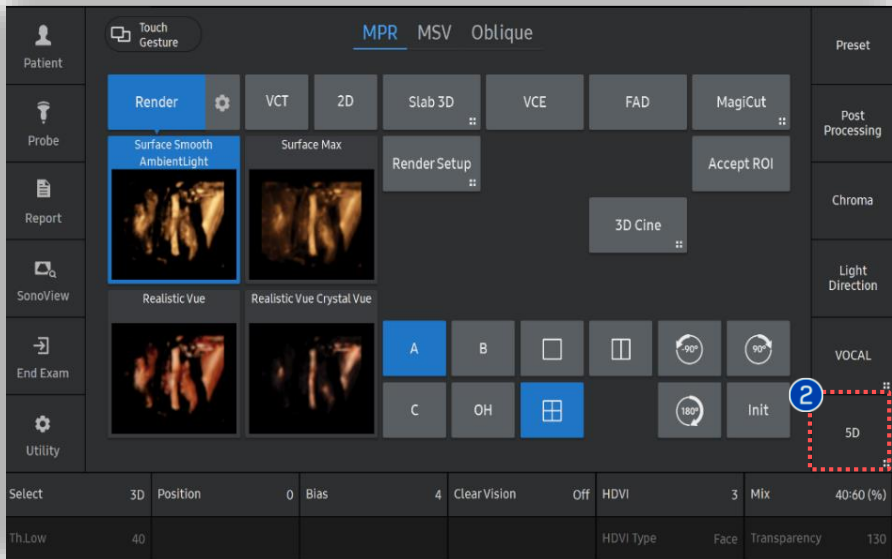 Touch
Gesture
MPR MSV Oblique
Patient
Probe
Report
SonoView
End Exam
Utility
Render
VCT
2D
Slab 3D
VCE
FAD
MagiCut
Surface Smooth
AmbientLight
Surface Max
Render Setup
Accept ROI
3D Cine
Realistic Vue
Realistic Vue Crystal Vue
A
B
-90°
90°
C
OH
180°
Init
Preset
Post
Processing
Chroma
Light
Direction
VOCAL
2
5D
Select 3D
Position 0
Bias 4
Clear Vision Off
HDVI 3
Mix 40:60 (%)
Th.Low 40
HDVI Type Face
Transparency 130